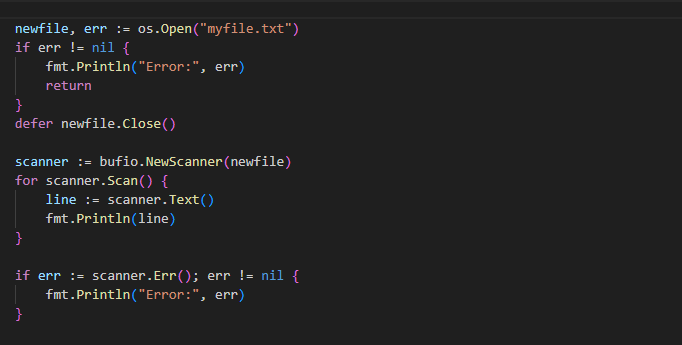 newfile, err := os.Open("myfile.txt")
if err != nil {
    fmt.Println("Error:", err)
    return
}
defer newfile.Close()

scanner := bufio.NewScanner(newfile)
for scanner.Scan() {
    line := scanner.Text()
    fmt.Println(line)
}

if err := scanner.Err(); err != nil {
    fmt.Println("Error:", err)
}